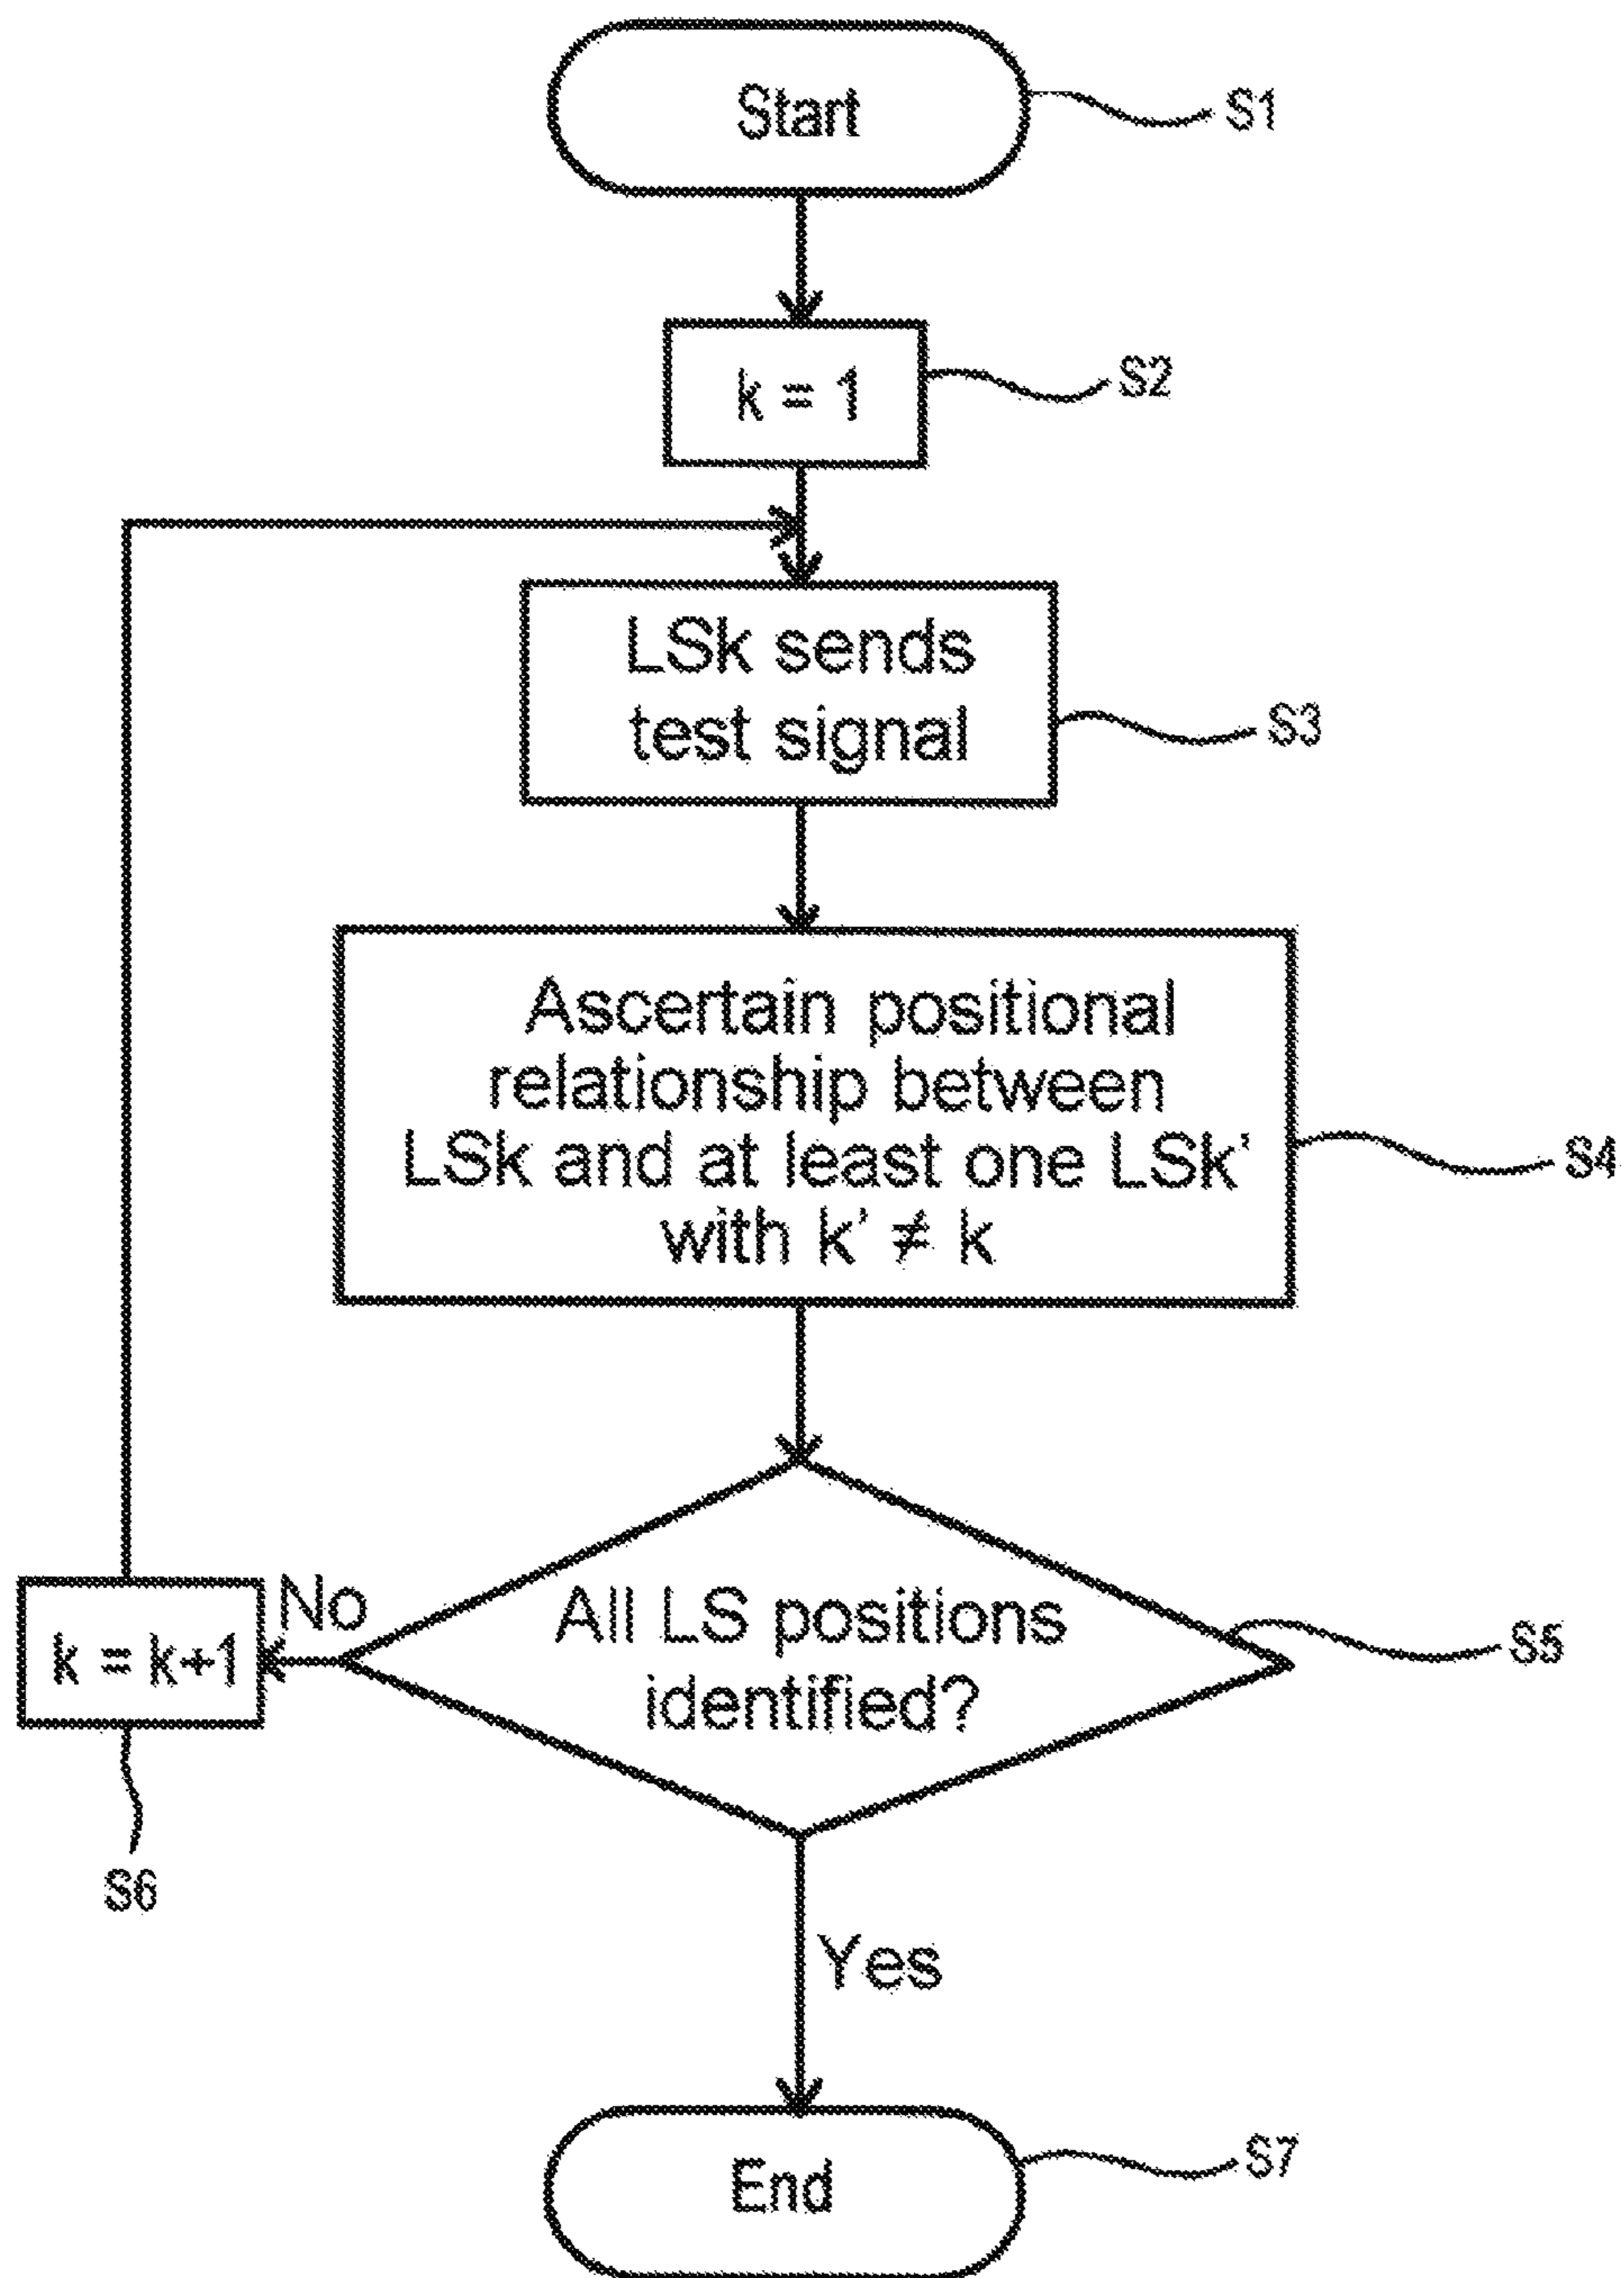 Start
S1
k = 1
S2
LSk sends
test signal
S3
Ascertain positional
relationship between
LSk and at least one LSk'
with k' ≠ k
S4
All LS positions
identified?
S5
No
k = k+1
S6
Yes
End
S7